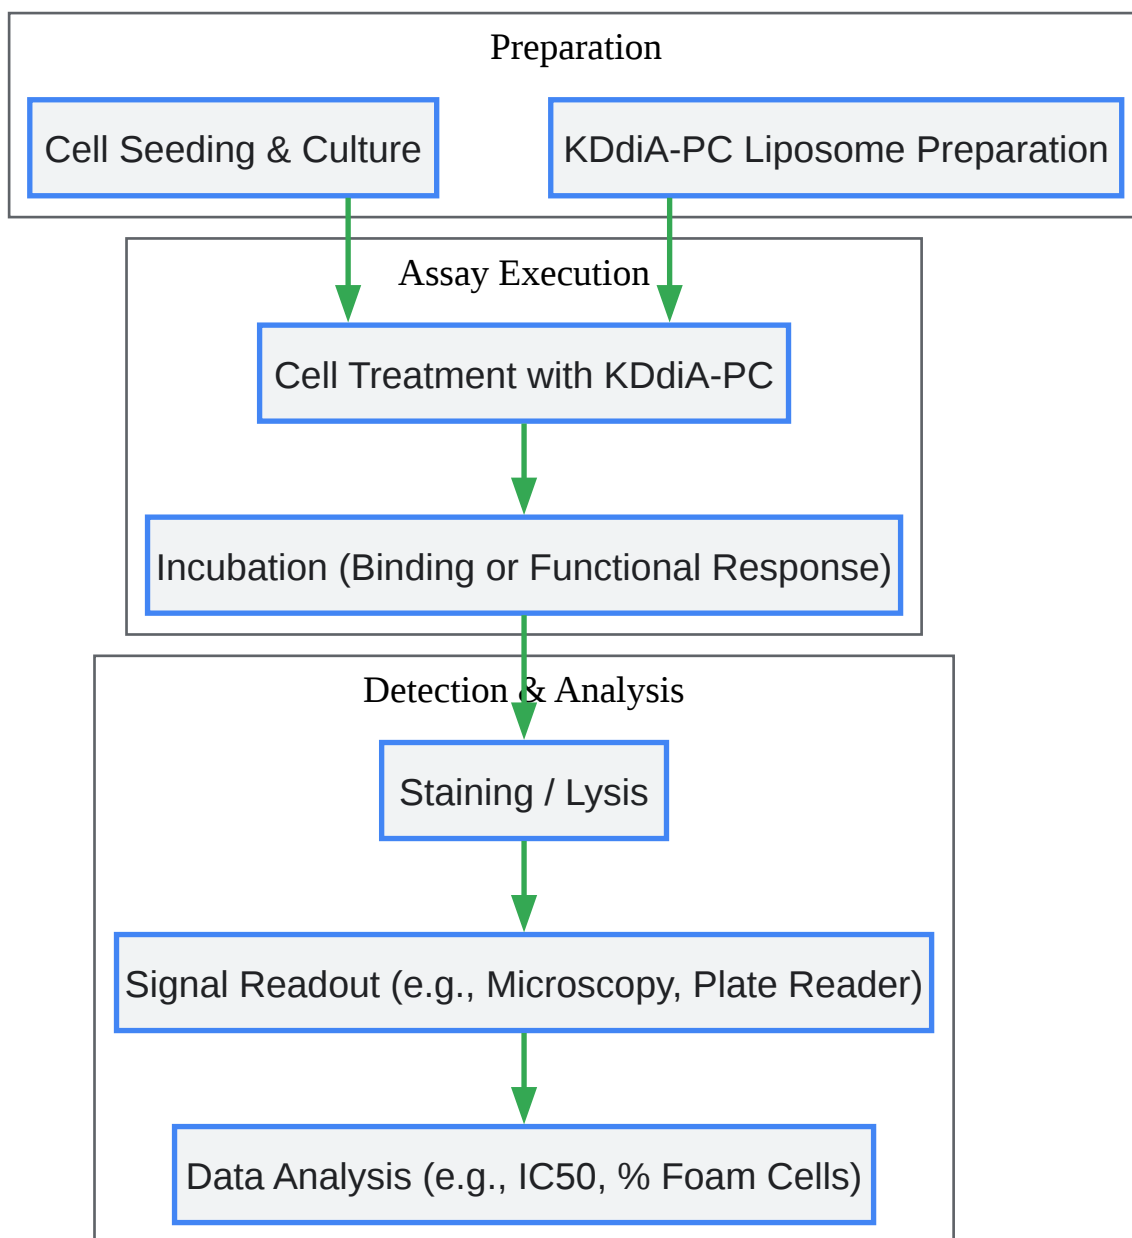 Preparation
Cell Seeding & Culture
KDdiA-PC Liposome Preparation
Assay Execution
Cell Treatment with KDdiA-PC
Incubation (Binding or Functional Response)
Detection & Analysis
Staining / Lysis
Signal Readout (e.g., Microscopy, Plate Reader)
Data Analysis (e.g., IC50, % Foam Cells)